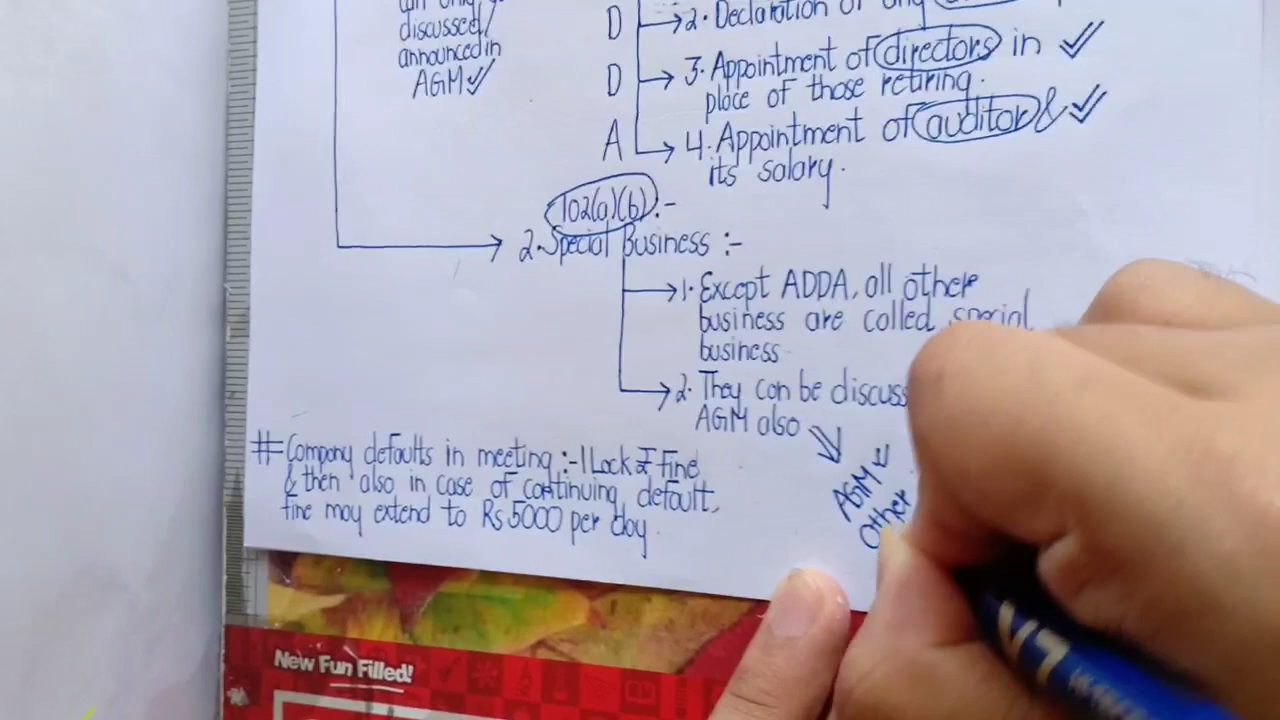 discussed/
announced in
AGM
D → 2. Declaration of any
D → 3. Appointment of directors in
place of those retiring.
A → 4. Appointment of auditor &
its salary.
102(a)(b):-
2. Special Business :-
→ 1. Except ADDA, all other
business are called special
business
→ 2. They can be discuss
AGM also
AGM
Other
# Company defaults in meeting :- 1 Lock ₹ Fine
& then also in case of continuing default,
fine may extend to Rs 5000 per day.
New Fun Filled!